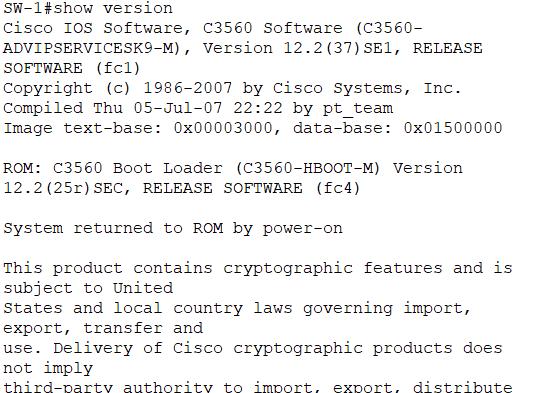 SW-1#show version
Cisco IOS Software, C3560 Software (C3560-
ADVIPSERVICESK9-M), Version 12.2(37)SE1, RELEASE
SOFTWARE (fc1)
Copyright (c) 1986-2007 by Cisco Systems, Inc.
Compiled Thu 05-Jul-07 22:22 by pt_team
Image text-base: 0x00003000, data-base: 0x01500000
ROM: C3560 Boot Loader (C3560-HBOOT-M) Version
12.2(25r)SEC, RELEASE SOFTWARE (fc4)
System returned to ROM by power-on
This product contains cryptographic features and is
subject to United
States and local country laws governing import,
export, transfer and
use. Delivery of Cisco cryptographic products does
not imply
third-party authority to import, export, distribute